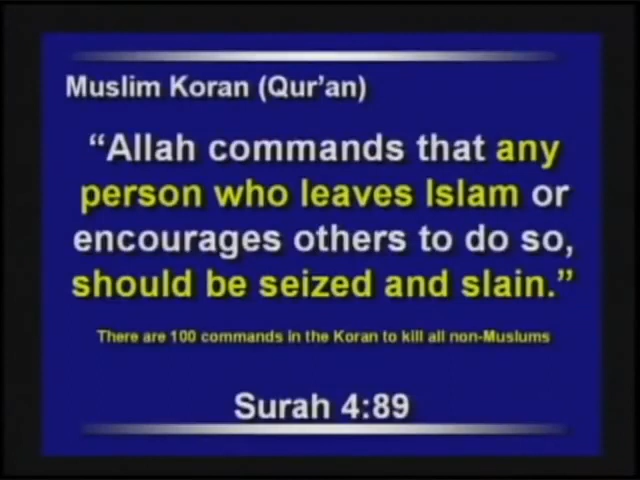 Muslim Koran (Qur'an)
“Allah commands that any
person who leaves Islam or
encourages others to do so,
should be seized and slain.”
There are 100 commands in the Koran to kill all non-Muslums
Surah 4:89